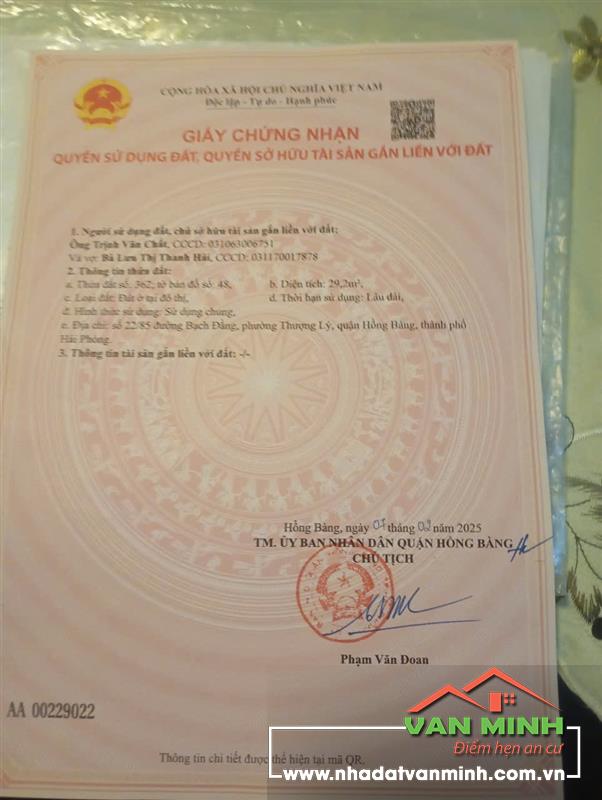 CỘNG HÒA XÃ HỘI CHỦ NGHĨA VIỆT NAM
Độc lập - Tự do - Hạnh phúc
GIẤY CHỨNG NHẬN
QUYỀN SỬ DỤNG ĐẤT, QUYỀN SỞ HỮU TÀI SẢN GẮN LIỀN VỚI ĐẤT
1. Người sử dụng đất, chủ sở hữu tài sản gắn liền với đất:
Ông Trịnh Văn Chất, CCCD: 031063006751
Và vợ: Bà Lưu Thị Thanh Hải, CCCD: 031170017878
2. Thông tin thửa đất:
a. Thửa đất số: 362; tờ bản đồ số: 48, b. Diện tích: 29,2m²,
c. Loại đất: Đất ở tại đô thị, d. Thời hạn sử dụng: Lâu dài,
đ. Hình thức sử dụng: Sử dụng chung,
e. Địa chỉ: số 22/85 đường Bạch Đằng, phường Thượng Lý, quận Hồng Bàng, thành phố
Hải Phòng.
3. Thông tin tài sản gắn liền với đất: -/-
Hồng Bàng, ngày 07 tháng 02 năm 2025
TM. ỦY BAN NHÂN DÂN QUẬN HỒNG BÀNG
CHỦ TỊCH
Phạm Văn Đoan
AA 00229022
VAN MINH
Điểm hẹn an cư
Thông tin chi tiết được thể hiện tại mã QR.
www.nhadatvanminh.com.vn